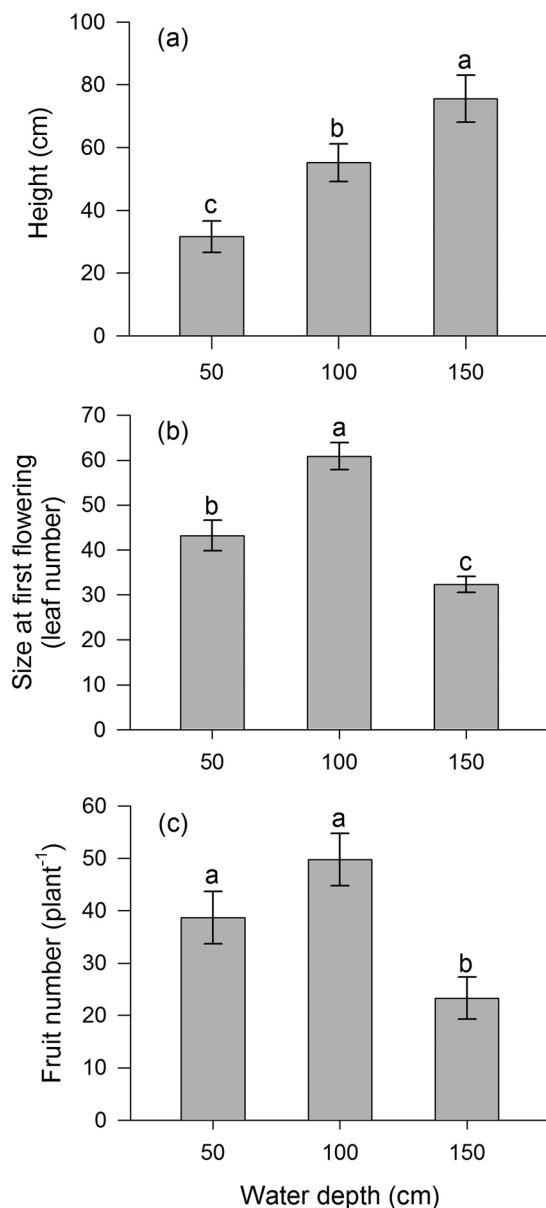 (a)
Height (cm)
100
80
60
40
20
0
c
b
a
50 100 150
(b)
Size at first flowering
(leaf number)
70
60
50
40
30
20
10
0
b
a
c
50 100 150
(c)
Fruit number (plant⁻¹)
60
50
40
30
20
10
0
a
a
b
50 100 150
Water depth (cm)